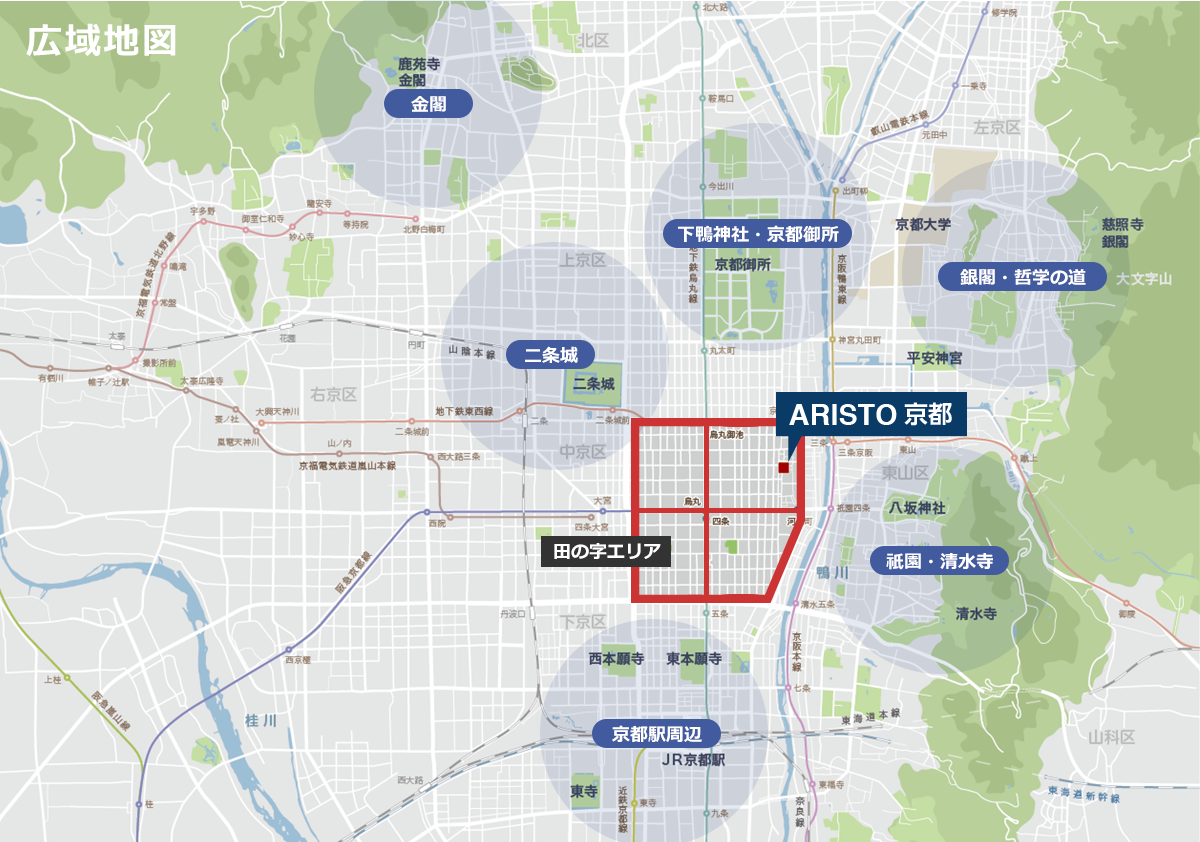 広域地図
北大路
修学院
北区
鹿苑寺
金閣
金閣
鞍馬口
一乗寺
叡山電鉄本線
元田中
左京区
今出川
出町柳
宇多野
御室仁和寺
龍安寺
等持院
妙心寺
北野白梅町
京都大学
慈照寺
銀閣
下鴨神社・京都御所
京都御所
地下鉄烏丸線
京阪鴨東線
銀閣・哲学の道
大文字山
上京区
鳴滝
京福電気鉄道北野線
常盤
太秦
花園
円町
山陰本線
丸太町
神宮丸田町
平安神宮
二条城
二条城
撮影所前
有栖川
帷子ノ辻駅
太秦広隆寺
右京区
蚕ノ社
大興天神川
地下鉄東西線
二条城前
二条
二条城前
ARISTO 京都
嵐電天神川
山ノ内
京福電気鉄道嵐山本線
西大路三条
中京区
烏丸御池
三条
三条京阪
東山
蹴上
東山区
大宮
烏丸
四条
祇園四条
八坂神社
西院
四条大宮
田の字エリア
祇園・清水寺
鴨川
阪急京都線
丹波口
下京区
五条
清水五条
清水寺
御陵
西京極
西本願寺
東本願寺
京阪本線
上桂
阪急嵐山線
桂川
七条
京都駅周辺
東海道本線
山科区
JR京都駅
西大路
東寺
近鉄京都線
東寺
東福寺
東海道新幹線
桂
九条
奈良線